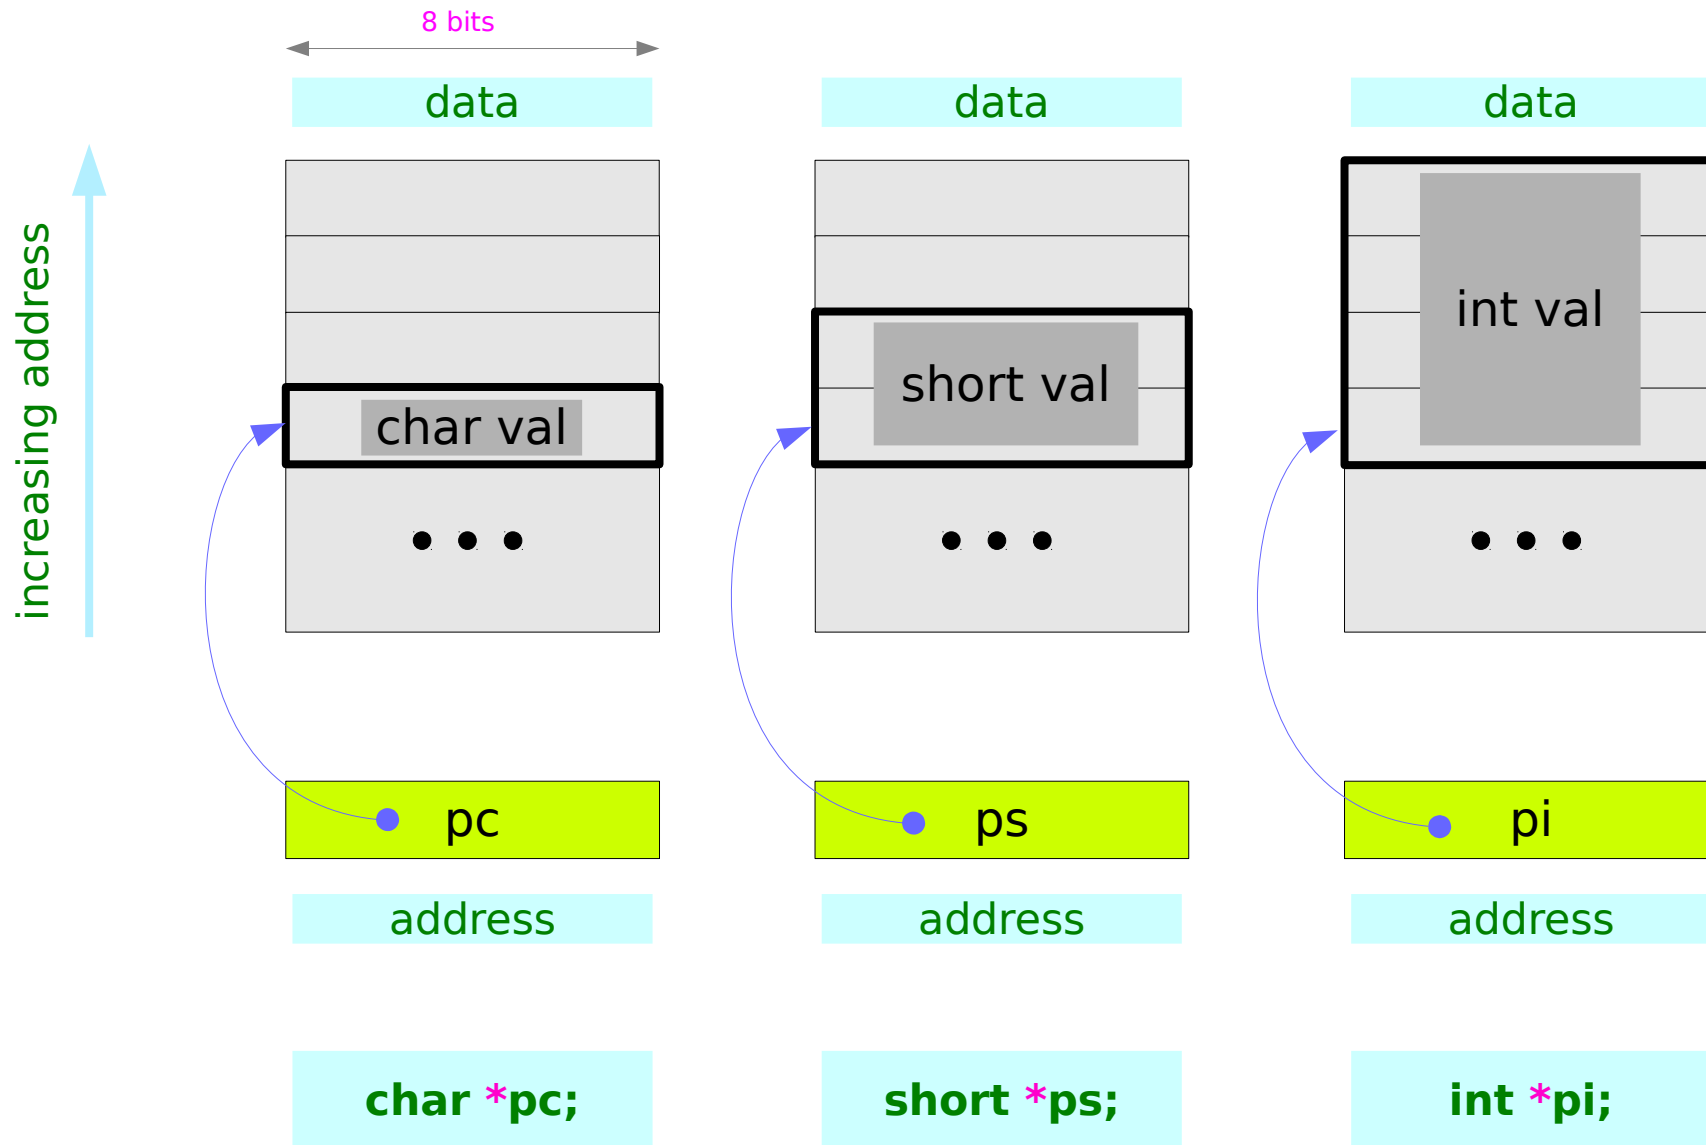 8 bits
data
data
data
increasing address
char val
short val
int val
pc
ps
pi
address
address
address
char *pc;
short *ps;
int *pi;